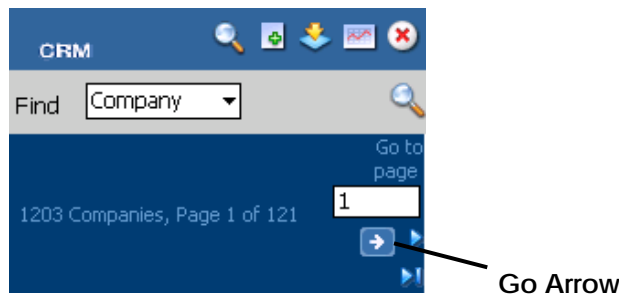 CRM
Find Company
Go to
page
1203 Companies, Page 1 of 121
1
Go Arrow